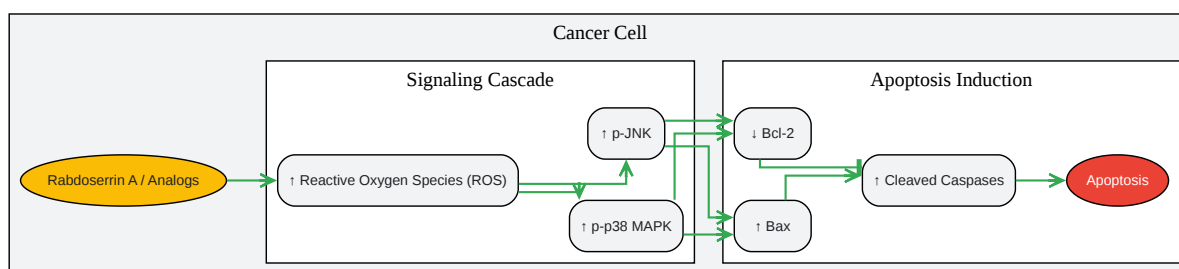 Cancer Cell
Signaling Cascade
Apoptosis Induction
Rabdoserrin A / Analogs
↑ Reactive Oxygen Species (ROS)
↑ p-JNK
↑ p-p38 MAPK
↓ Bcl-2
↑ Bax
↑ Cleaved Caspases
Apoptosis